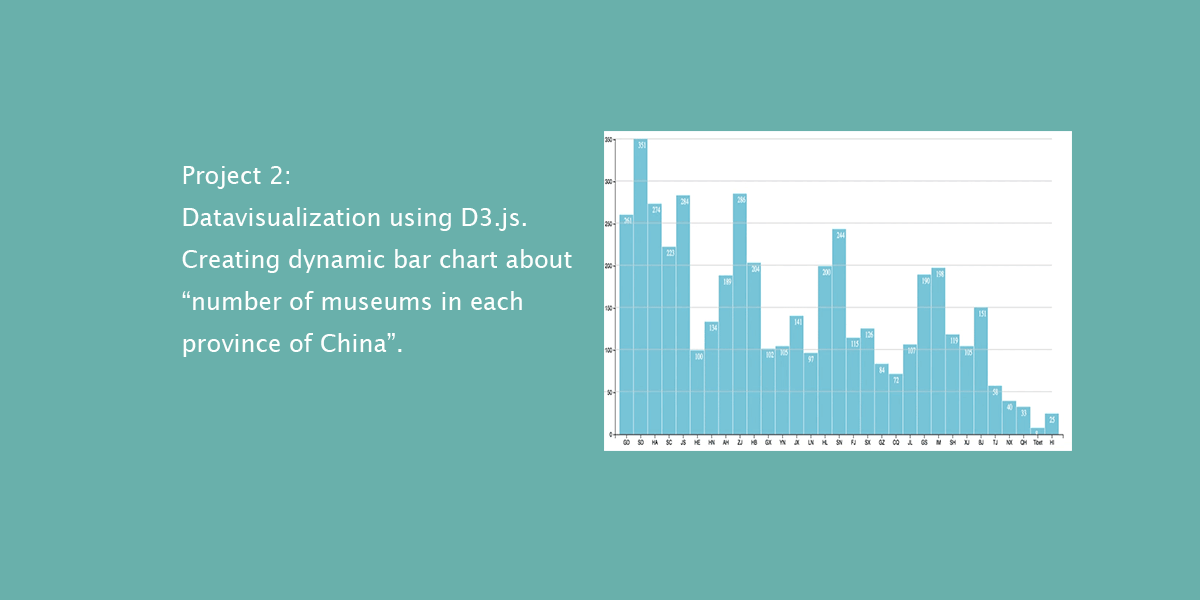 Project 2:
Datavisualization using D3.js.
Creating dynamic bar chart about
“number of museums in each
province of China”.
350
300
250
200
150
100
50
0
261 351 274 223 284 100 134 189 286 204 102 105 141 97 200 244 115 126 84 72 107 190 198 119 105 151 58 40 33 25
GD SD HA SC JS HE HN AH ZJ HB GX YN JX LN HL SN FJ SX GZ CQ JL GS IM SH XJ BJ TJ NX QH HI